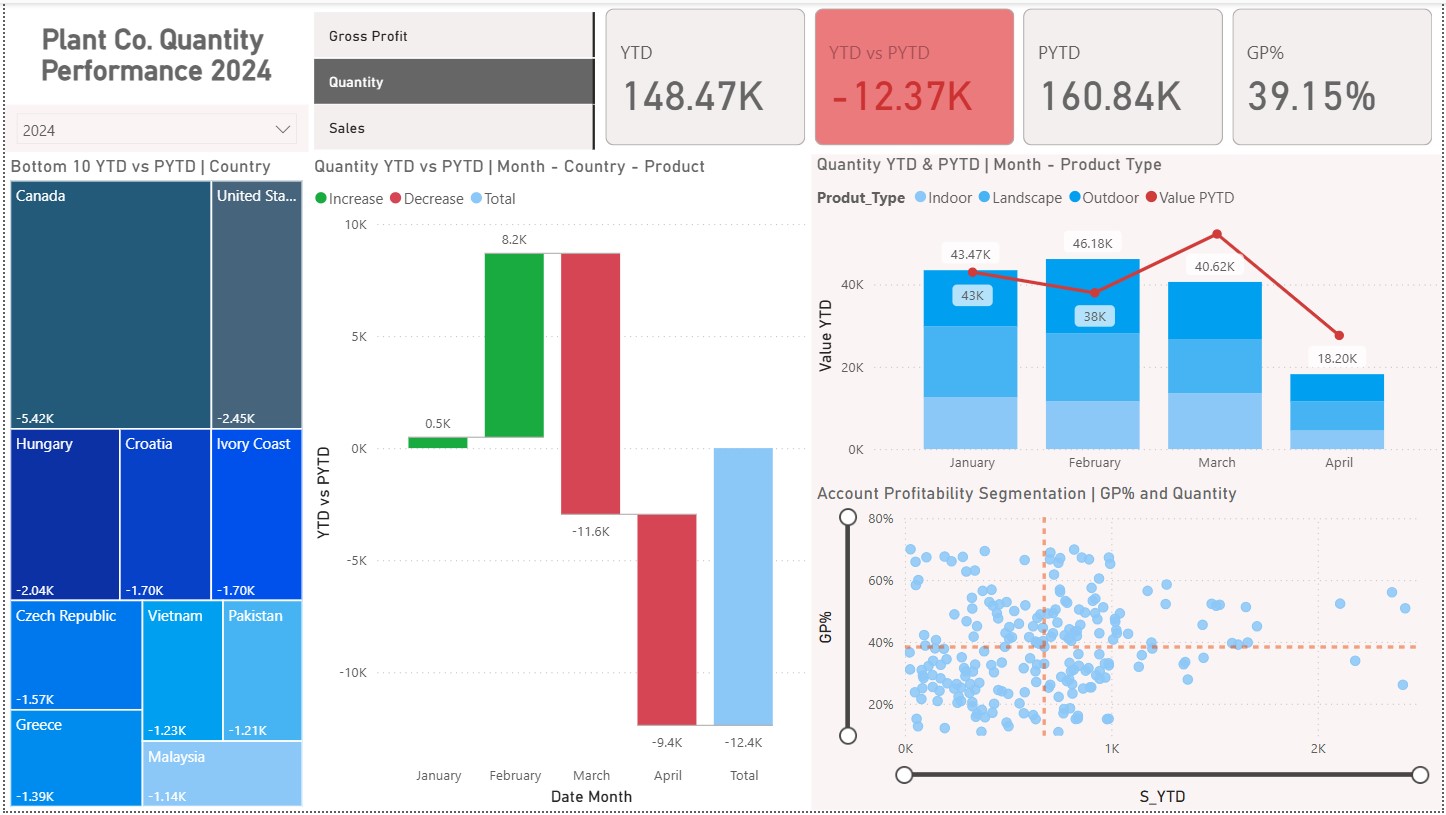 Plant Co. Quantity
Performance 2024
2024
Gross Profit
Quantity
Sales
YTD
148.47K
YTD vs PYTD
-12.37K
PYTD
160.84K
GP%
39.15%
Bottom 10 YTD vs PYTD | Country
Canada
-5.42K
United Sta...
-2.45K
Hungary
-2.04K
Croatia
-1.70K
Ivory Coast
-1.70K
Czech Republic
-1.57K
Vietnam
-1.23K
Pakistan
-1.21K
Greece
-1.39K
Malaysia
-1.14K
Quantity YTD vs PYTD | Month - Country - Product
Increase Decrease Total
YTD vs PYTD
10K
5K
0K
-5K
-10K
0.5K
8.2K
-11.6K
-9.4K
-12.4K
January February March April Total
Date Month
Quantity YTD & PYTD | Month - Product Type
Produt_Type Indoor Landscape Outdoor Value PYTD
Value YTD
40K
20K
0K
43.47K
43K
46.18K
38K
40.62K
18.20K
January February March April
Account Profitability Segmentation | GP% and Quantity
GP%
80%
60%
40%
20%
0K 1K 2K
S_YTD